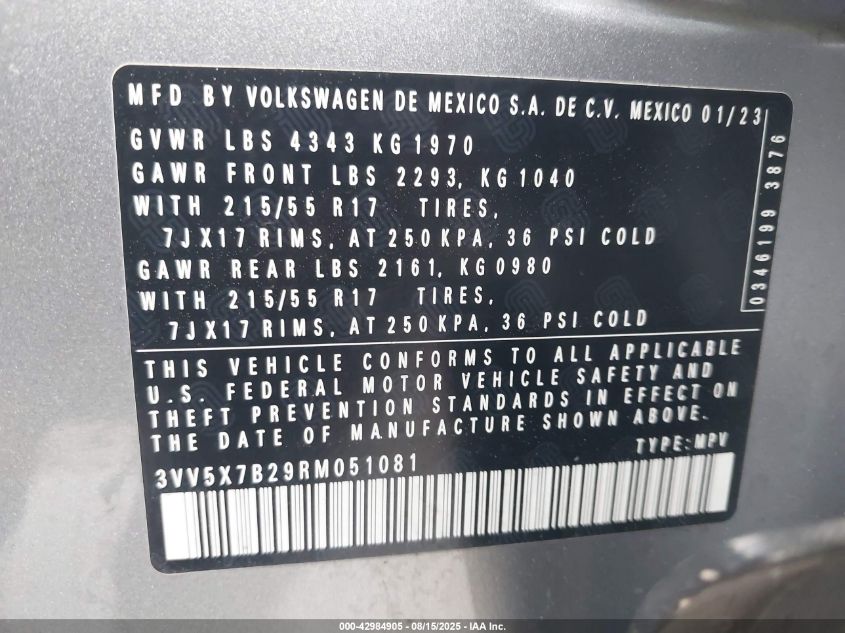 MFD BY VOLKSWAGEN DE MEXICO S.A. DE C.V. MEXICO 01/23
GVWR LBS 4343 KG 1970
GAWR FRONT LBS 2293, KG 1040
WITH 215/55 R17 TIRES,
7JX17 RIMS, AT 250 KPA, 36 PSI COLD
GAWR REAR LBS 2161, KG 0980
WITH 215/55 R17 TIRES,
7JX17 RIMS, AT 250 KPA, 36 PSI COLD
0346199 3876
THIS VEHICLE CONFORMS TO ALL APPLICABLE
U.S. FEDERAL MOTOR VEHICLE SAFETY AND
THEFT PREVENTION STANDARDS IN EFFECT ON
THE DATE OF MANUFACTURE SHOWN ABOVE.
TYPE: MPV
3VV5X7B29RM051081
000-42984905 - 08/15/2025 - IAA Inc.